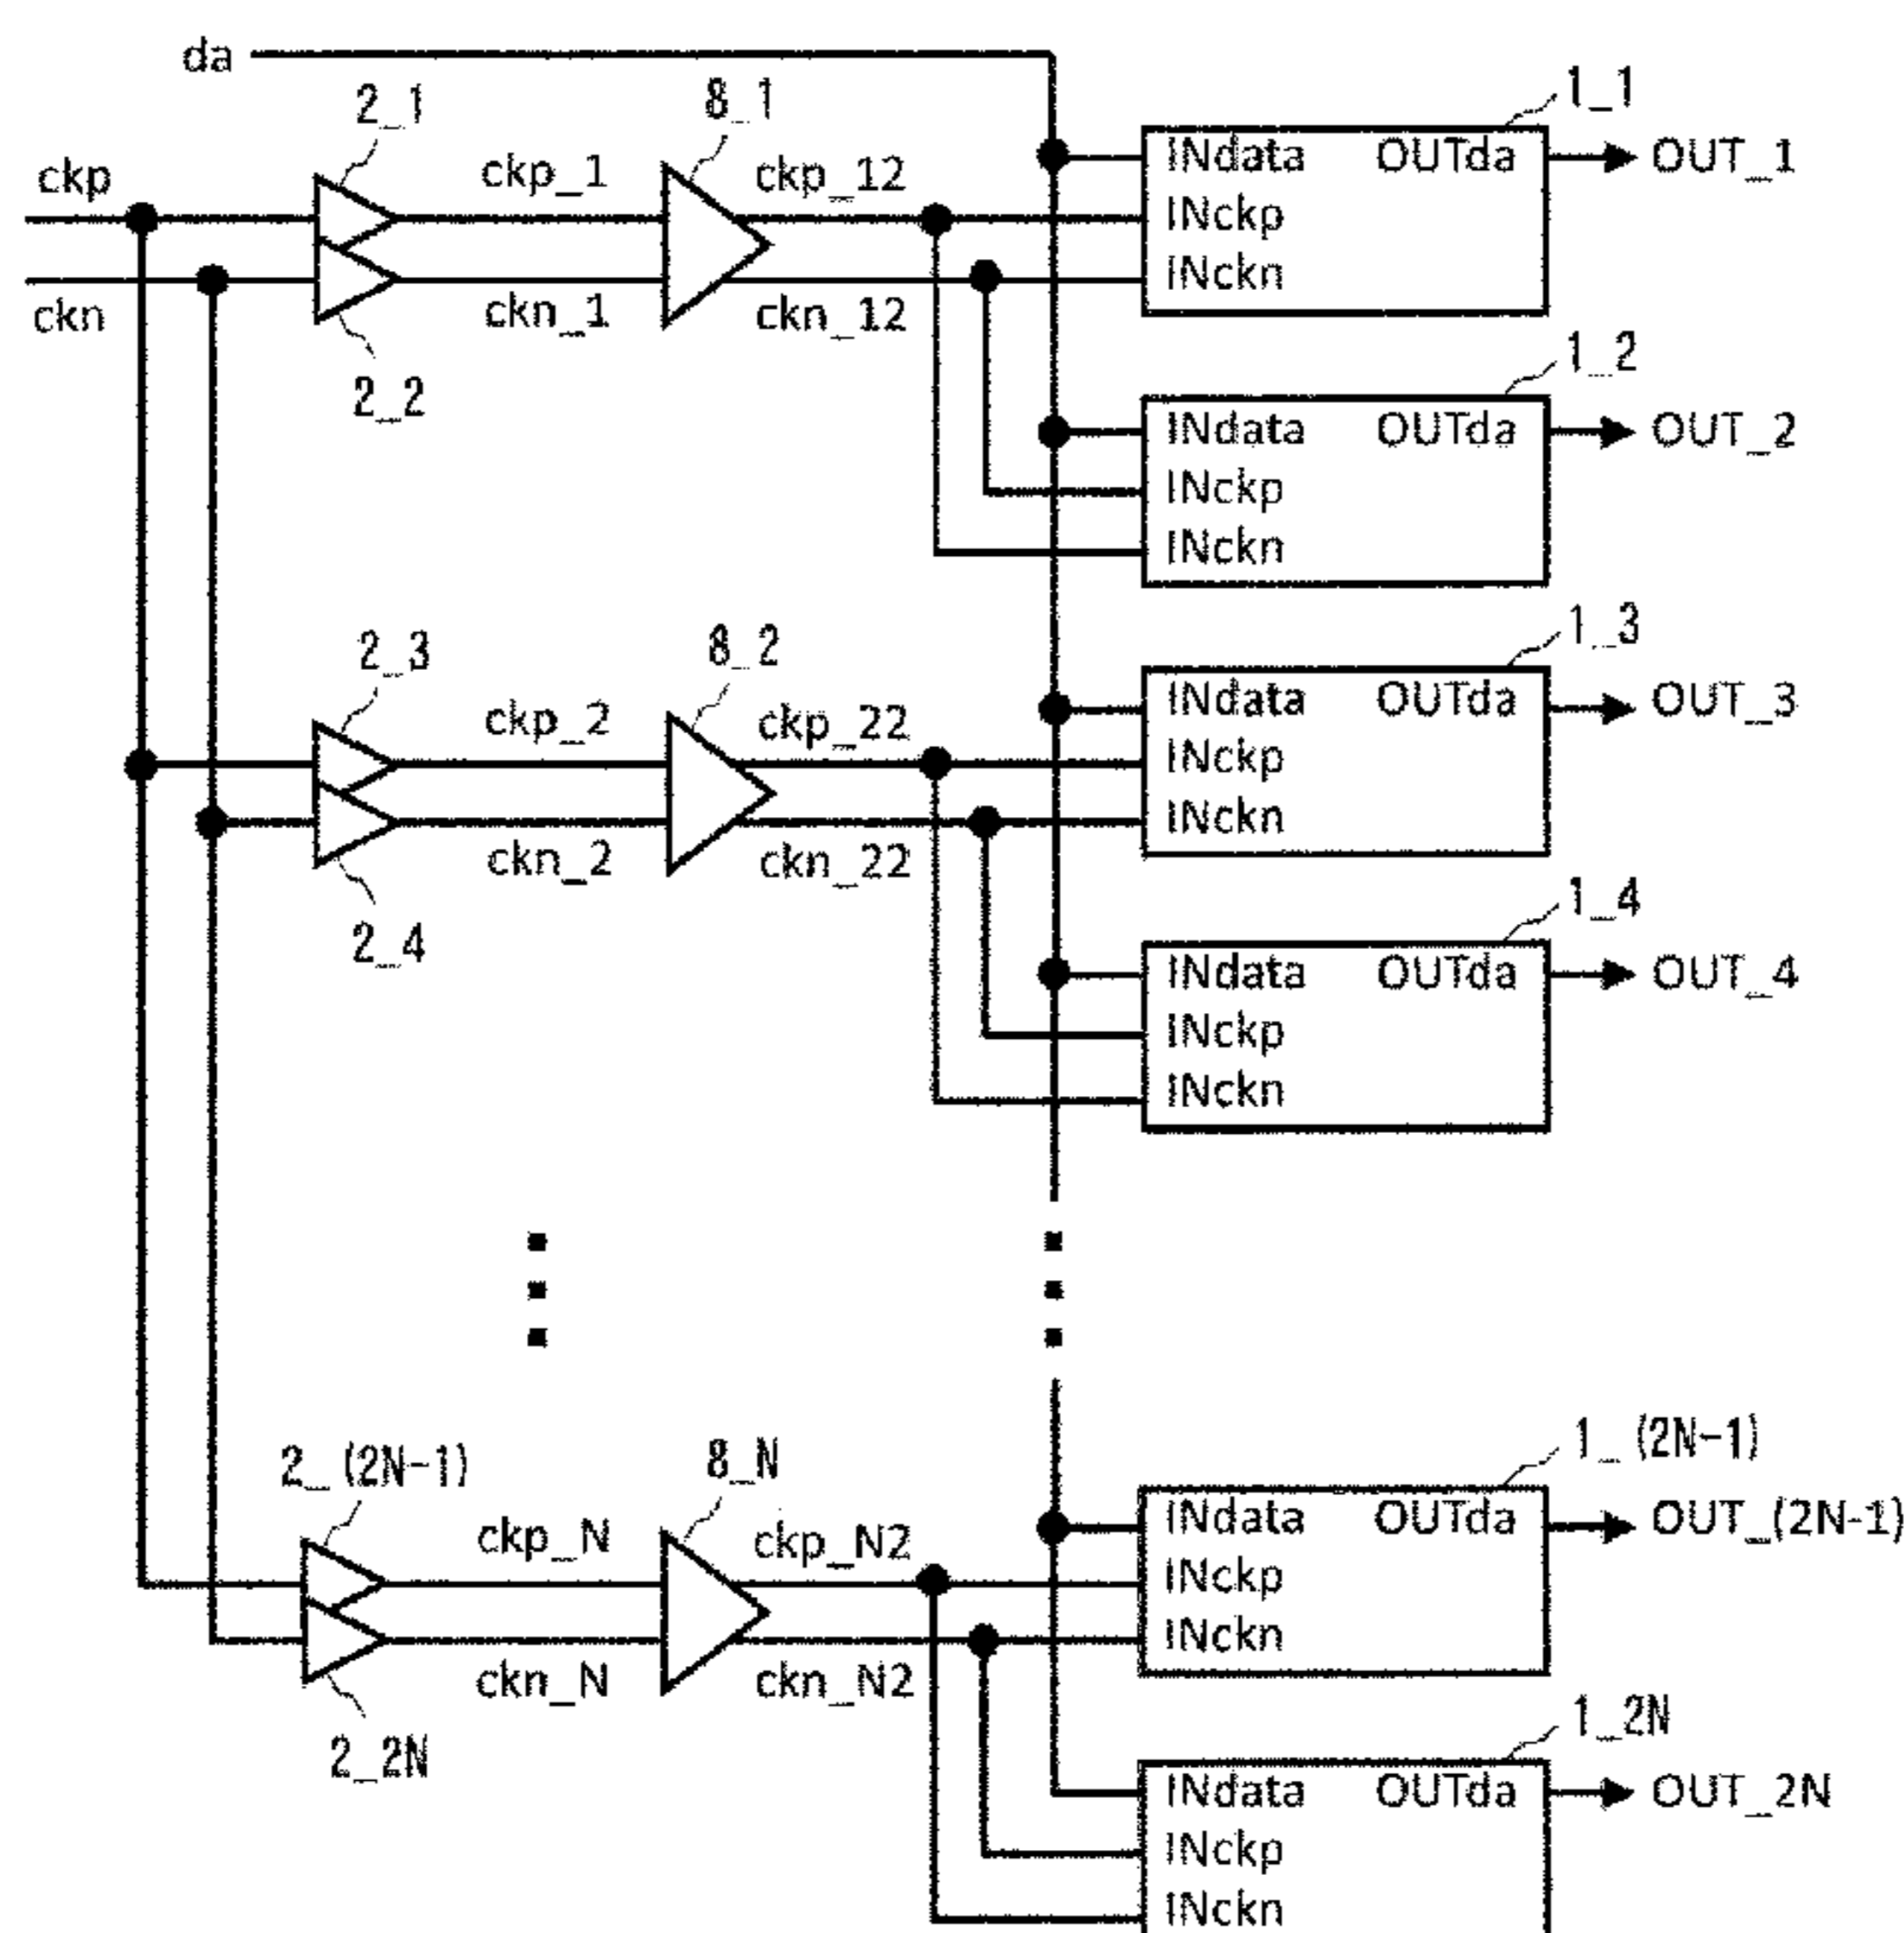 da
2_1
8_1
1_1
ckp
ckp_1
ckp_12
INdata OUTda
OUT_1
INckp
INckn
ckn
ckn_1
ckn_12
2_2
1_2
INdata OUTda
OUT_2
INckp
INckn
2_3
8_2
1_3
ckp_2
ckp_22
INdata OUTda
OUT_3
INckp
INckn
ckn_2
ckn_22
2_4
1_4
INdata OUTda
OUT_4
INckp
INckn
2_(2N-1)
8_N
1_(2N-1)
ckp_N
ckp_N2
INdata OUTda
OUT_(2N-1)
INckp
INckn
ckn_N
ckn_N2
2_2N
1_2N
INdata OUTda
OUT_2N
INckp
INckn